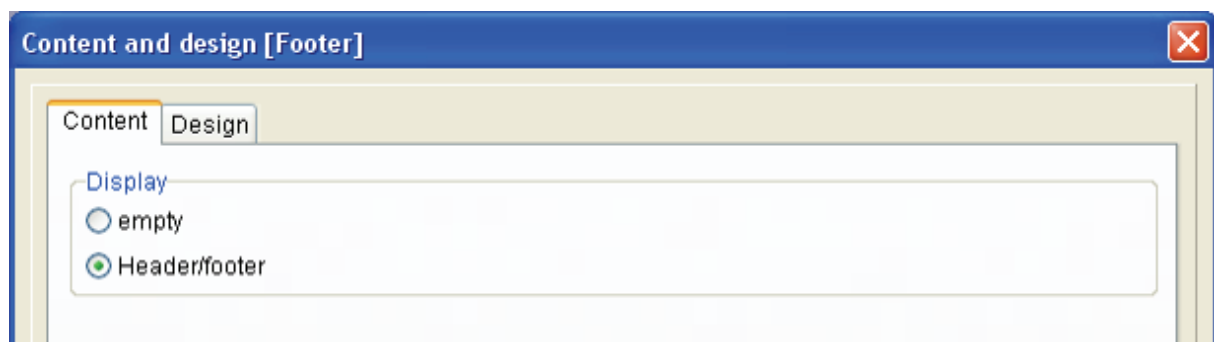 Content and design [Footer]
Content Design
Display
empty
Header/footer